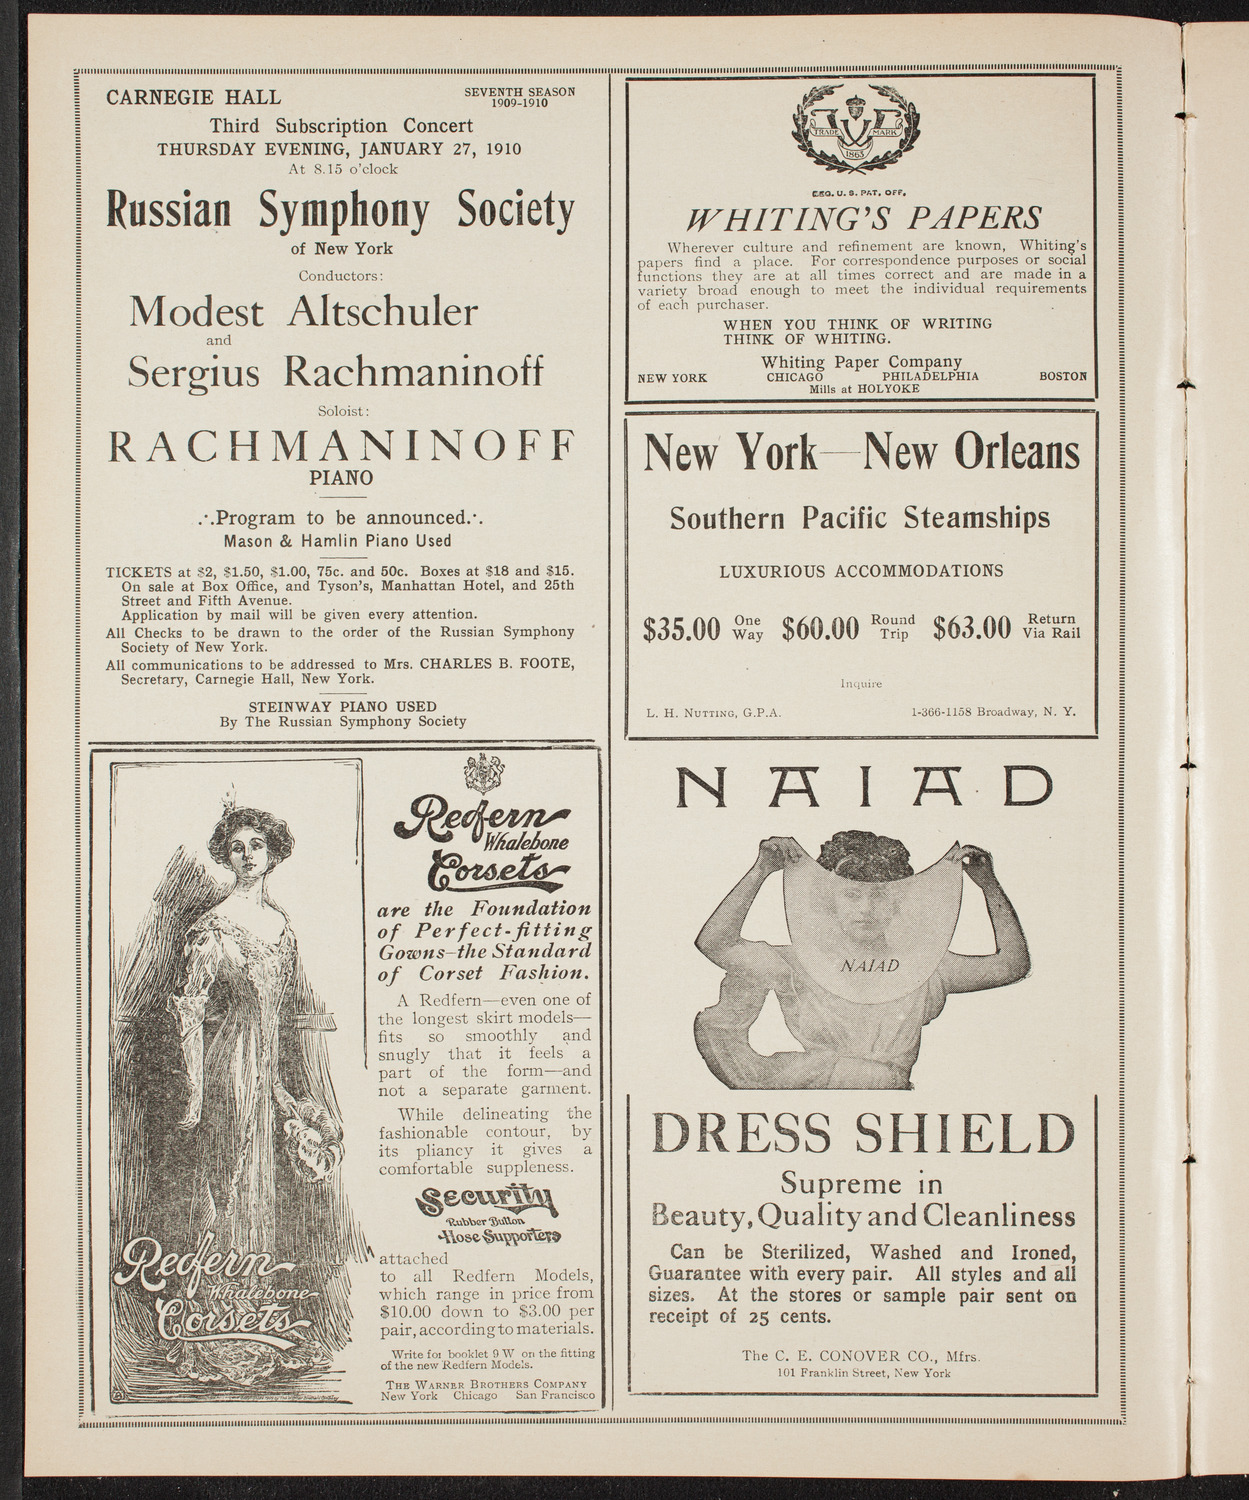 CARNEGIE HALL
SEVENTH SEASON
1909-1910
Third Subscription Concert
THURSDAY EVENING, JANUARY 27, 1910
At 8.15 o'clock
Russian Symphony Society
of New York
Conductors:
Modest Altschuler
and
Sergius Rachmaninoff
Soloist:
RACHMANINOFF
PIANO
.·.Program to be announced.·.
Mason & Hamlin Piano Used
TICKETS at $2, $1.50, $1.00, 75c. and 50c. Boxes at $18 and $15.
On sale at Box Office, and Tyson's, Manhattan Hotel, and 25th
Street and Fifth Avenue.
Application by mail will be given every attention.
All Checks to be drawn to the order of the Russian Symphony
Society of New York.
All communications to be addressed to Mrs. CHARLES B. FOOTE,
Secretary, Carnegie Hall, New York.
STEINWAY PIANO USED
By The Russian Symphony Society
Redfern
Whalebone
Corsets
Redfern
Whalebone
Corsets
are the Foundation
of Perfect-fitting
Gowns—the Standard
of Corset Fashion.
A Redfern—even one of
the longest skirt models—
fits so smoothly and
snugly that it feels a
part of the form—and
not a separate garment.
While delineating the
fashionable contour, by
its pliancy it gives a
comfortable suppleness.
Security
Rubber Button
Hose Supporters
attached
to all Redfern Models,
which range in price from
$10.00 down to $3.00 per
pair, according to materials.
Write for booklet 9 W on the fitting
of the new Redfern Models.
THE WARNER BROTHERS COMPANY
New York Chicago San Francisco
TRADE MARK
1865
REG. U. S. PAT. OFF.
WHITING'S PAPERS
Wherever culture and refinement are known, Whiting's
papers find a place. For correspondence purposes or social
functions they are at all times correct and are made in a
variety broad enough to meet the individual requirements
of each purchaser.
WHEN YOU THINK OF WRITING
THINK OF WHITING.
Whiting Paper Company
NEW YORK CHICAGO PHILADELPHIA BOSTON
Mills at HOLYOKE
New York—New Orleans
Southern Pacific Steamships
LUXURIOUS ACCOMMODATIONS
$35.00 One Way $60.00 Round Trip $63.00 Return Via Rail
Inquire
L. H. NUTTING, G.P.A. 1-366-1158 Broadway, N. Y.
NAIAD
NAIAD
DRESS SHIELD
Supreme in
Beauty, Quality and Cleanliness
Can be Sterilized, Washed and Ironed,
Guarantee with every pair. All styles and all
sizes. At the stores or sample pair sent on
receipt of 25 cents.
The C. E. CONOVER CO., Mfrs.
101 Franklin Street, New York